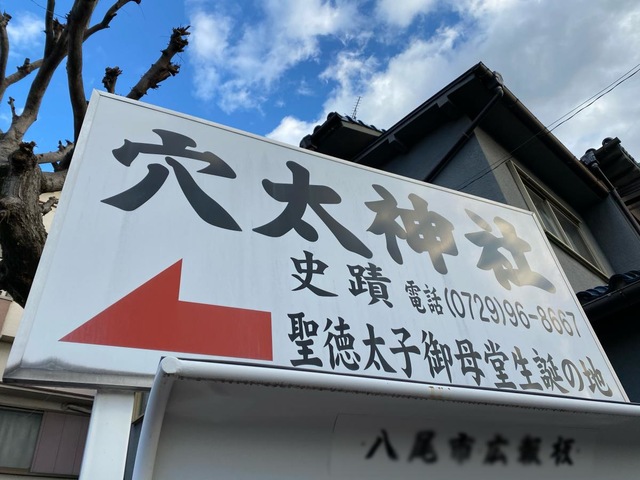 穴太神社
史蹟 電話(0729)96-8667
聖徳太子御母堂生誕の地
八尾市広報板